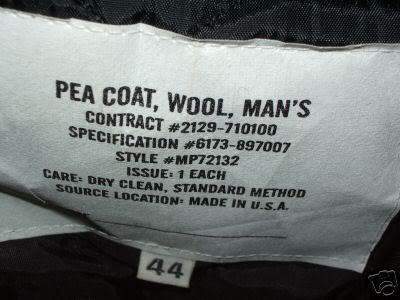 PEA COAT, WOOL, MAN'S
CONTRACT #2129-710100
SPECIFICATION #6173-897007
STYLE #MP72132
ISSUE: 1 EACH
CARE: DRY CLEAN, STANDARD METHOD
SOURCE LOCATION: MADE IN U.S.A.
44